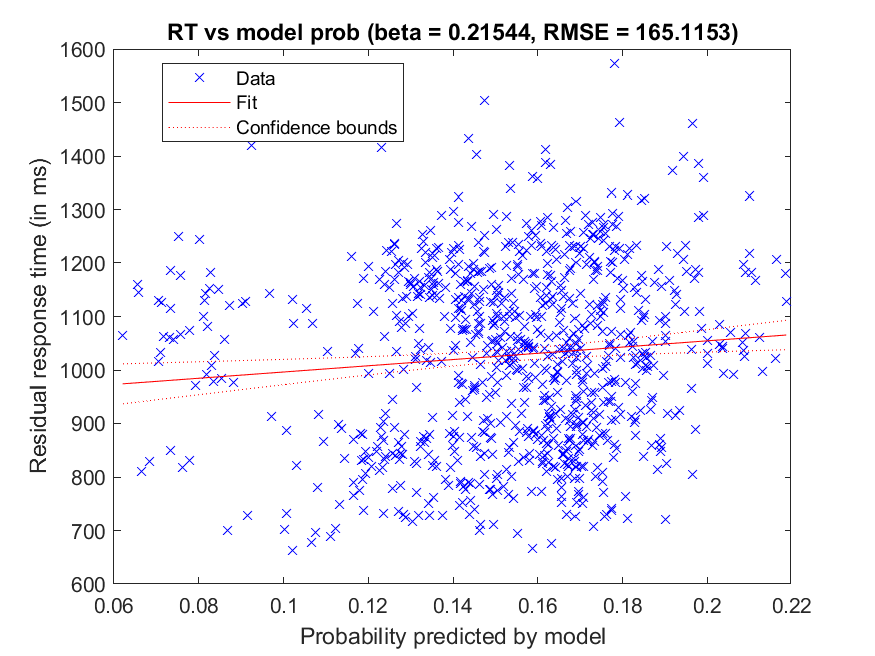 RT vs model prob (beta = 0.21544, RMSE = 165.1153)
1600
1500
1400
1300
1200
1100
1000
900
800
700
600
Residual response time (in ms)
Data
Fit
Confidence bounds
0.06 0.08 0.1 0.12 0.14 0.16 0.18 0.2 0.22
Probability predicted by model